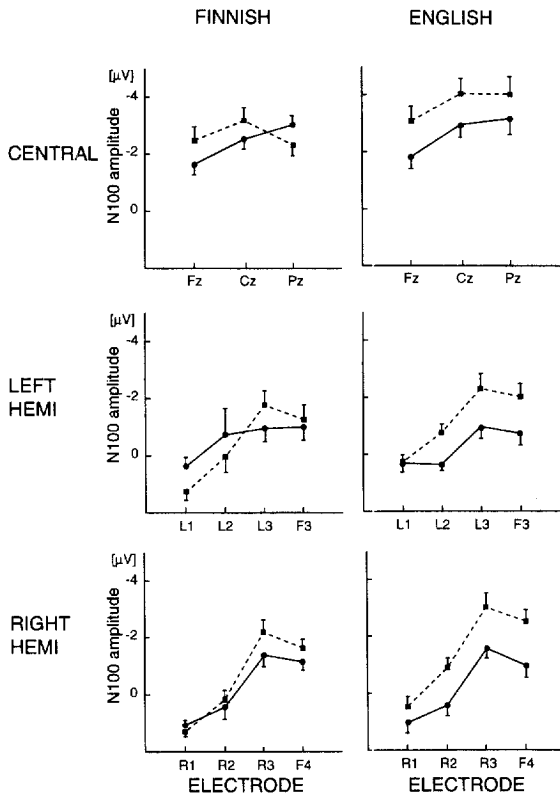 FINNISH ENGLISH
[μV]
-4
CENTRAL
N100 amplitude
-2
0
Fz Cz Pz Fz Cz Pz
[μV]
-4
LEFT
HEMI
N100 amplitude
-2
0
L1 L2 L3 F3 L1 L2 L3 F3
[μV]
-4
RIGHT
HEMI
N100 amplitude
-2
0
R1 R2 R3 F4 R1 R2 R3 F4
ELECTRODE ELECTRODE